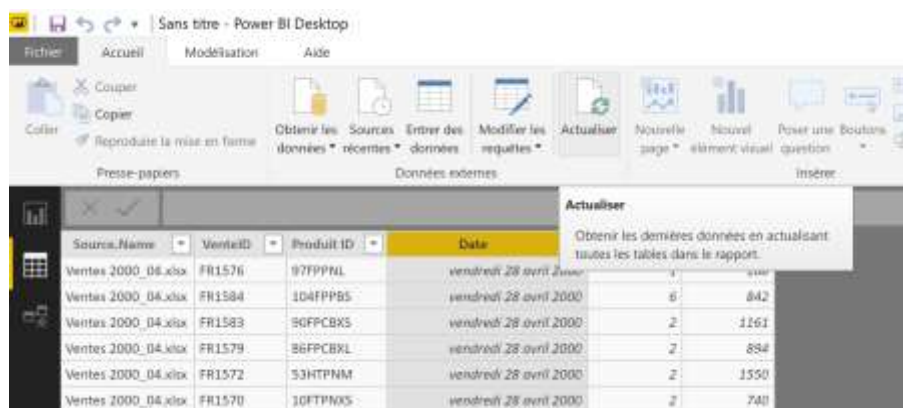 Sans titre - Power BI Desktop
Fichier Accueil Modélisation Aide
Coller
Couper
Copier
Reproduire la mise en forme
Presse-papiers
Obtenir les données
Sources récentes
Entrer des données
Modifier les requêtes
Actualiser
Données externes
Nouvelle page
Nouvel élément visuel
Poser une question
Boutons
Insérer
Actualiser
Obtenir les dernières données en actualisant
toutes les tables dans le rapport.
Source.Name VenteID Produit ID Date
Ventes 2000_04.xlsx FR1576 97FPPNL vendredi 28 avril 2000
Ventes 2000_04.xlsx FR1584 104FPPBS vendredi 28 avril 2000 6 842
Ventes 2000_04.xlsx FR1583 90FPCBXS vendredi 28 avril 2000 2 1161
Ventes 2000_04.xlsx FR1579 86FPCBXL vendredi 28 avril 2000 2 894
Ventes 2000_04.xlsx FR1572 53HTPNM vendredi 28 avril 2000 2 1550
Ventes 2000_04.xlsx FR1570 10FTPNXS vendredi 28 avril 2000 2 740